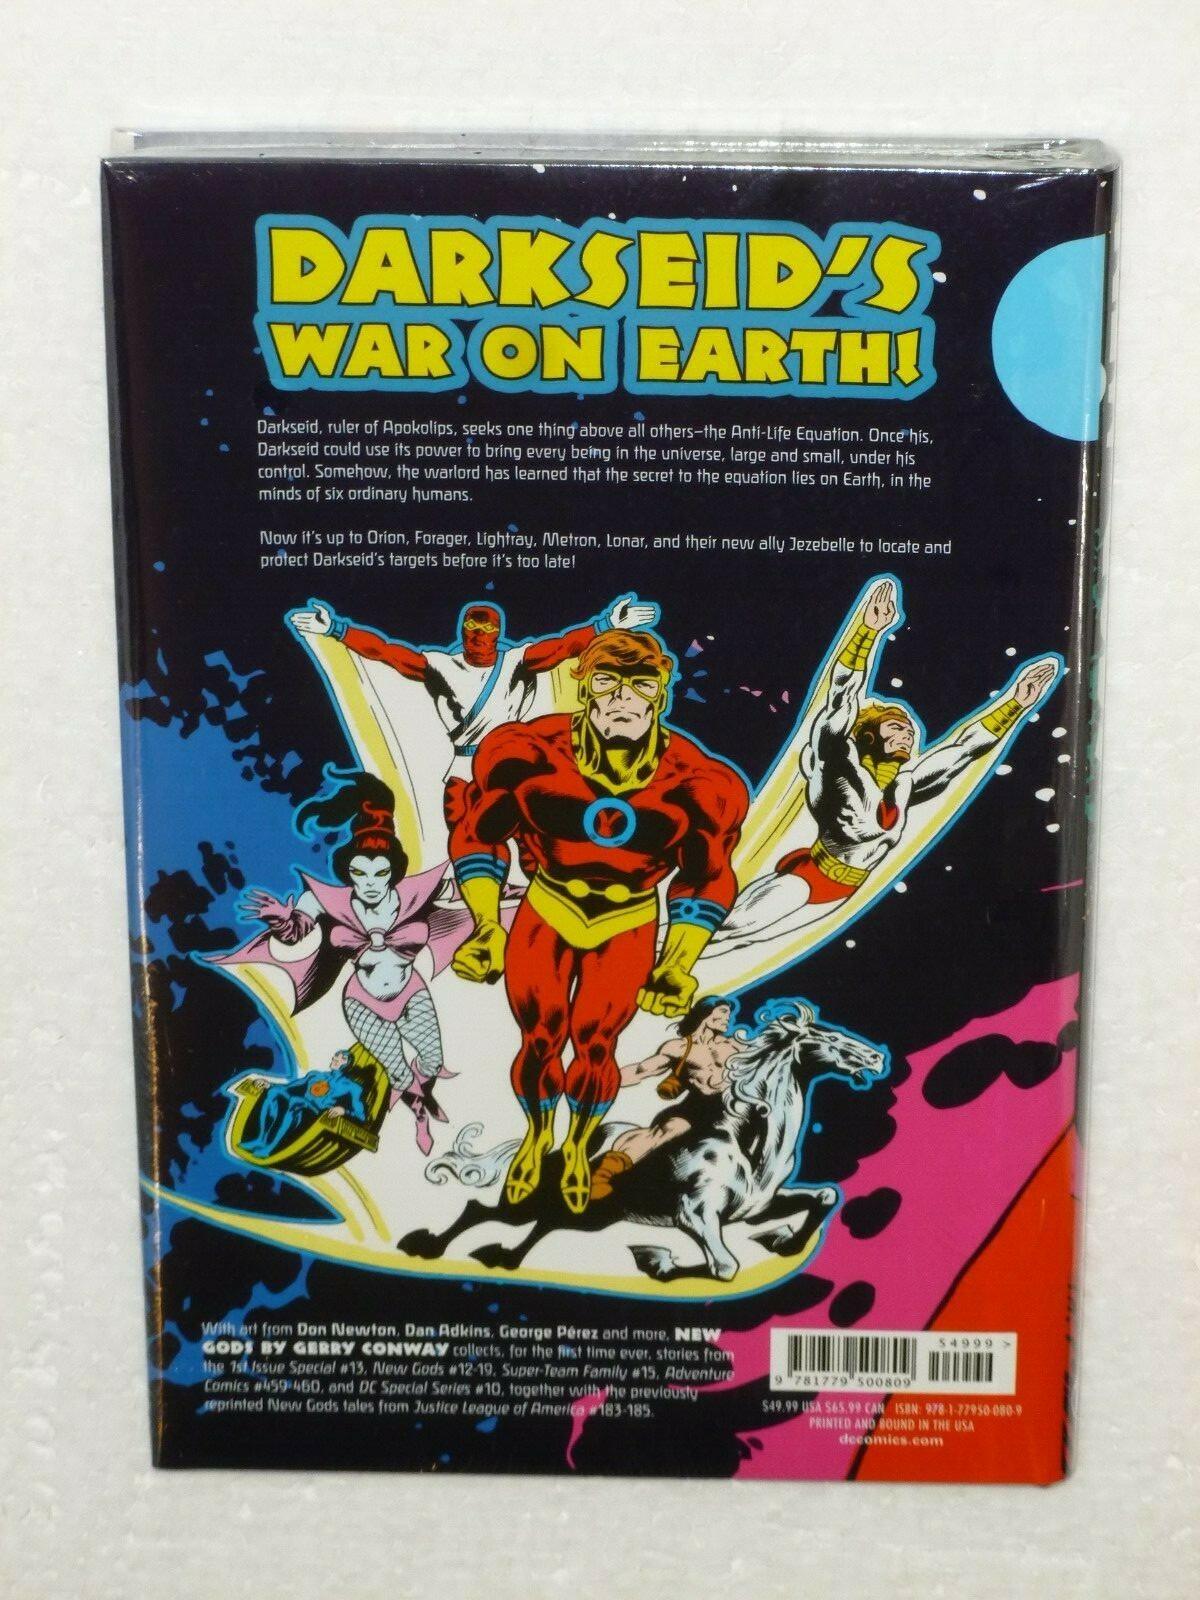 DARKSEID'S
WAR ON EARTH!
Darkseid, ruler of Apokolips, seeks one thing above all others—the Anti-Life Equation. Once his,
Darkseid could use its power to bring every being in the universe, large and small, under his
control. Somehow, the warlord has learned that the secret to the equation lies on Earth, in the
minds of six ordinary humans.
Now it's up to Orion, Forager, Lightray, Metron, Lonar, and their new ally Jezebelle to locate and
protect Darkseid's targets before it's too late!
With art from Don Newton, Dan Adkins, George Pérez and more, NEW
GODS BY GERRY CONWAY collects, for the first time ever, stories from
the 1st Issue Special #13, New Gods #12-19, Super-Team Family #15, Adventure
Comics #459-460, and DC Special Series #10, together with the previously
reprinted New Gods tales from Justice League of America #183-185.
54999 >
9 781779 500809
$49.99 USA $65.99 CAN ISBN: 978-1-77950-080-9
PRINTED AND BOUND IN THE USA
dccomics.com